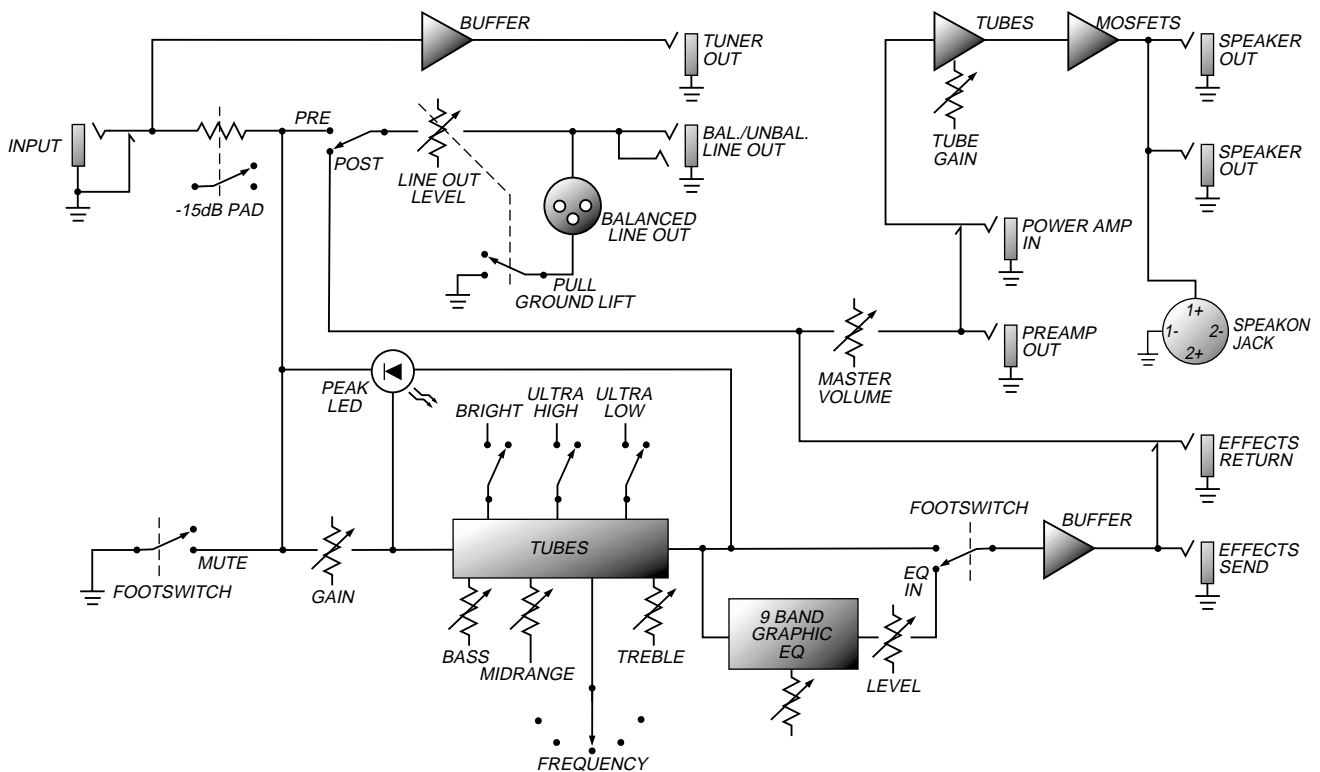 BUFFER
TUNER
OUT
TUBES
MOSFETS
SPEAKER
OUT
INPUT
PRE
POST
-15dB PAD
LINE OUT
LEVEL
BAL./UNBAL.
LINE OUT
BALANCED
LINE OUT
PULL
GROUND LIFT
TUBE
GAIN
SPEAKER
OUT
POWER AMP
IN
PREAMP
OUT
MASTER
VOLUME
1+
1-
2-
2+
SPEAKON
JACK
PEAK
LED
BRIGHT
ULTRA
HIGH
ULTRA
LOW
EFFECTS
RETURN
FOOTSWITCH
MUTE
GAIN
TUBES
FOOTSWITCH
EQ
IN
BUFFER
EFFECTS
SEND
BASS
MIDRANGE
TREBLE
9 BAND
GRAPHIC
EQ
LEVEL
FREQUENCY